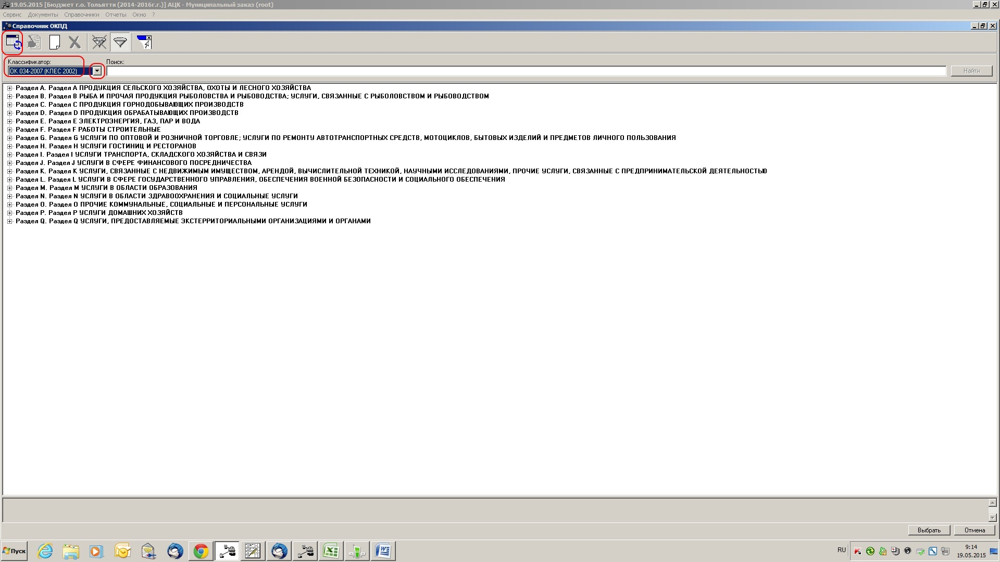 19.05.2015 [Бюджет г.о. Тольятти (2014-2016г.г.)] АЦК - Муниципальный заказ (root)
Сервис Документы Справочники Отчеты Окно ?
Справочник ОКПД
Классификатор: Поиск:
ОК 034-2007 (КПЕС 2002) Найти
Раздел A. Раздел A ПРОДУКЦИЯ СЕЛЬСКОГО ХОЗЯЙСТВА, ОХОТЫ И ЛЕСНОГО ХОЗЯЙСТВА
Раздел B. Раздел B РЫБА И ПРОЧАЯ ПРОДУКЦИЯ РЫБОЛОВСТВА И РЫБОВОДСТВА; УСЛУГИ, СВЯЗАННЫЕ С РЫБОЛОВСТВОМ И РЫБОВОДСТВОМ
Раздел C. Раздел C ПРОДУКЦИЯ ГОРНОДОБЫВАЮЩИХ ПРОИЗВОДСТВ
Раздел D. Раздел D ПРОДУКЦИЯ ОБРАБАТЫВАЮЩИХ ПРОИЗВОДСТВ
Раздел E. Раздел E ЭЛЕКТРОЭНЕРГИЯ, ГАЗ, ПАР И ВОДА
Раздел F. Раздел F РАБОТЫ СТРОИТЕЛЬНЫЕ
Раздел G. Раздел G УСЛУГИ ПО ОПТОВОЙ И РОЗНИЧНОЙ ТОРГОВЛЕ; УСЛУГИ ПО РЕМОНТУ АВТОТРАНСПОРТНЫХ СРЕДСТВ, МОТОЦИКЛОВ, БЫТОВЫХ ИЗДЕЛИЙ И ПРЕДМЕТОВ ЛИЧНОГО ПОЛЬЗОВАНИЯ
Раздел H. Раздел H УСЛУГИ ГОСТИНИЦ И РЕСТОРАНОВ
Раздел I. Раздел I УСЛУГИ ТРАНСПОРТА, СКЛАДСКОГО ХОЗЯЙСТВА И СВЯЗИ
Раздел J. Раздел J УСЛУГИ В СФЕРЕ ФИНАНСОВОГО ПОСРЕДНИЧЕСТВА
Раздел K. Раздел K УСЛУГИ, СВЯЗАННЫЕ С НЕДВИЖИМЫМ ИМУЩЕСТВОМ, АРЕНДОЙ, ВЫЧИСЛИТЕЛЬНОЙ ТЕХНИКОЙ, НАУЧНЫМИ ИССЛЕДОВАНИЯМИ, ПРОЧИЕ УСЛУГИ, СВЯЗАННЫЕ С ПРЕДПРИНИМАТЕЛЬСКОЙ ДЕЯТЕЛЬНОСТЬЮ
Раздел L. Раздел L УСЛУГИ В СФЕРЕ ГОСУДАРСТВЕННОГО УПРАВЛЕНИЯ, ОБЕСПЕЧЕНИЯ ВОЕННОЙ БЕЗОПАСНОСТИ И СОЦИАЛЬНОГО ОБЕСПЕЧЕНИЯ
Раздел M. Раздел M УСЛУГИ В ОБЛАСТИ ОБРАЗОВАНИЯ
Раздел N. Раздел N УСЛУГИ В ОБЛАСТИ ЗДРАВООХРАНЕНИЯ И СОЦИАЛЬНЫЕ УСЛУГИ
Раздел O. Раздел O ПРОЧИЕ КОММУНАЛЬНЫЕ, СОЦИАЛЬНЫЕ И ПЕРСОНАЛЬНЫЕ УСЛУГИ
Раздел P. Раздел P УСЛУГИ ДОМАШНИХ ХОЗЯЙСТВ
Раздел Q. Раздел Q УСЛУГИ, ПРЕДОСТАВЛЯЕМЫЕ ЭКСТЕРРИТОРИАЛЬНЫМИ ОРГАНИЗАЦИЯМИ И ОРГАНАМИ
Выбрать Отмена
Пуск RU 9:14
19.05.2015